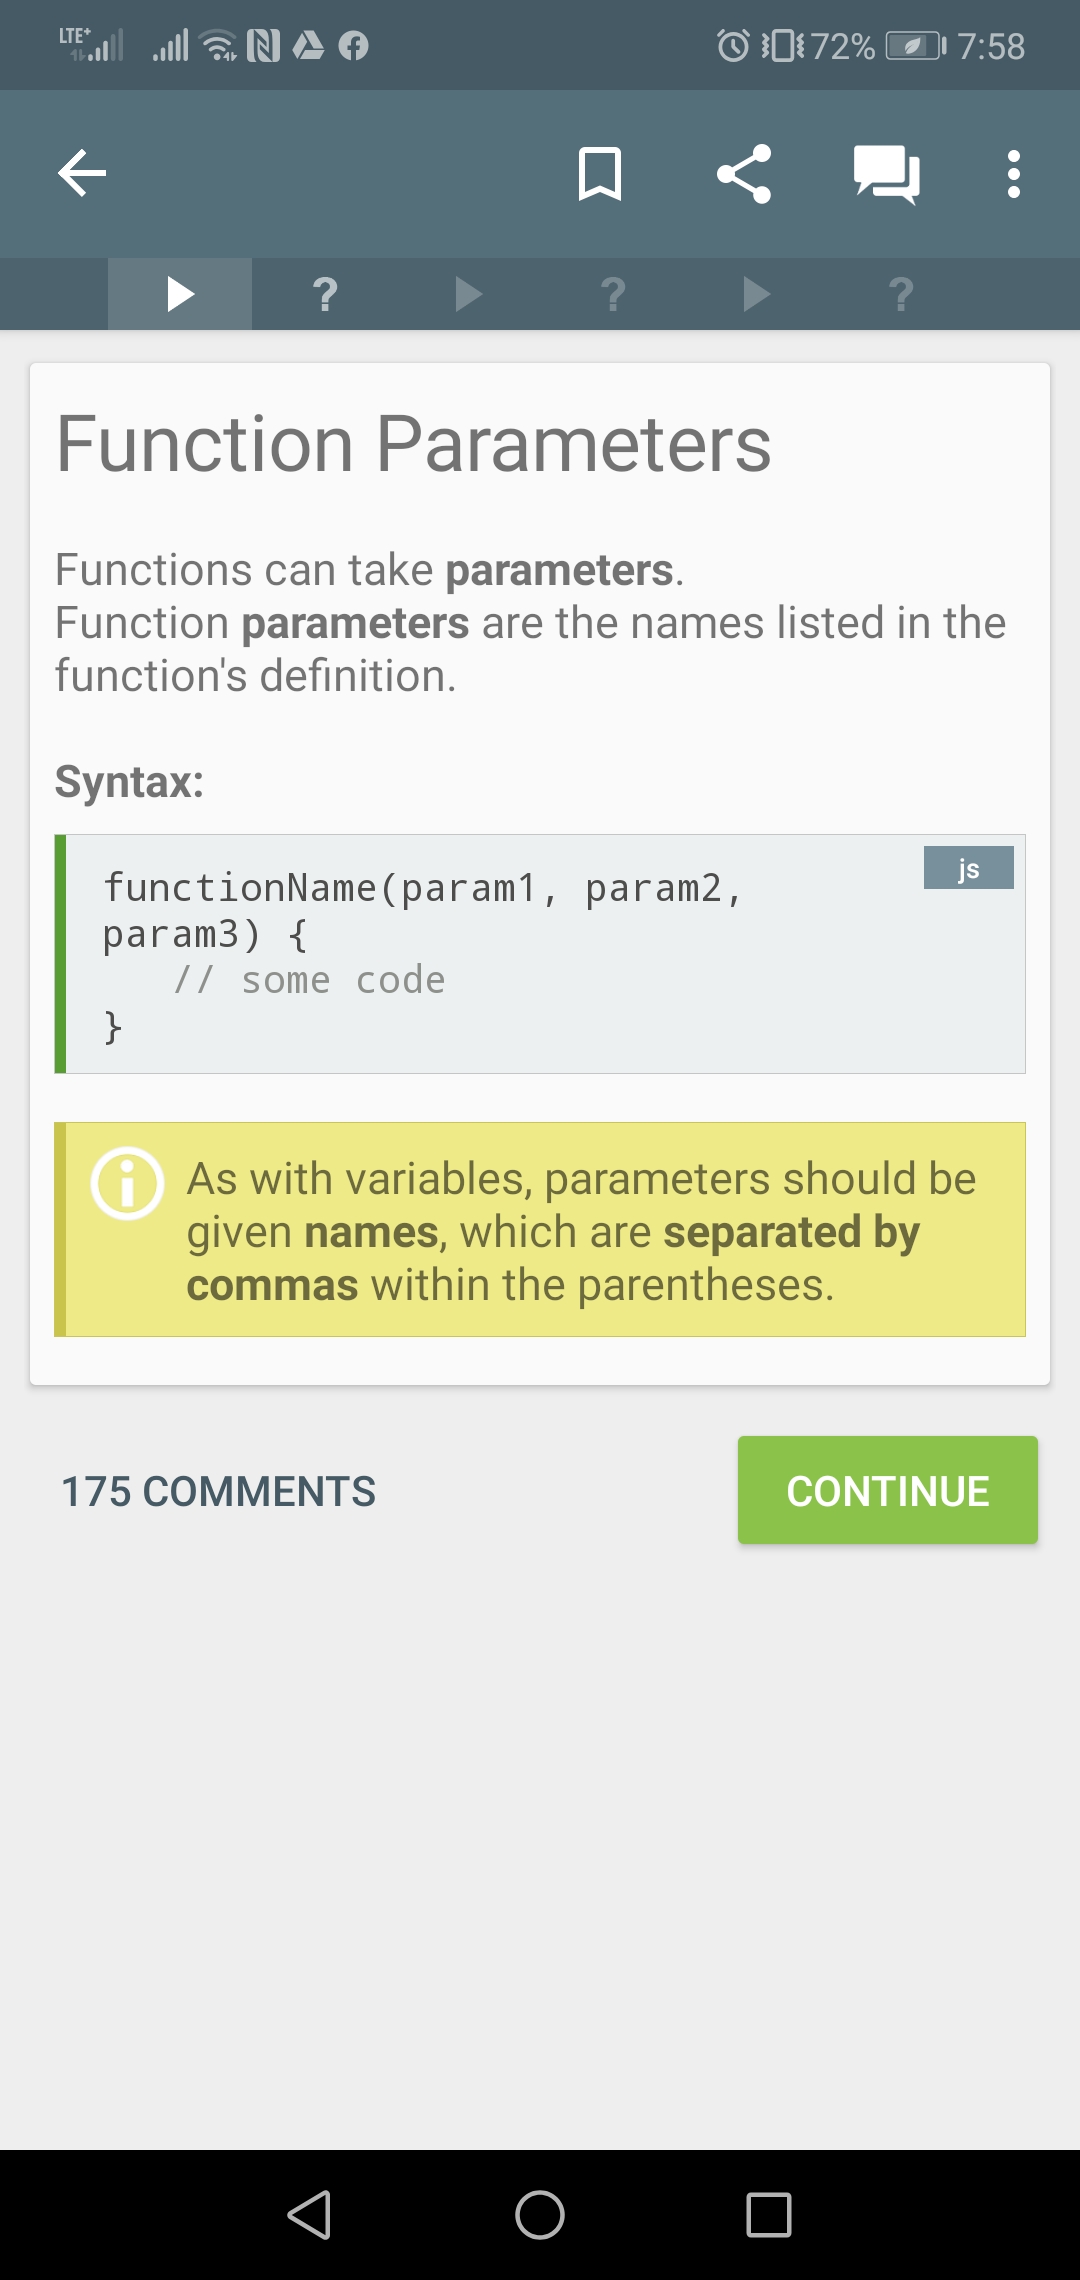 LTE+ 72% 7:58
? ? ?
Function Parameters
Functions can take parameters.
Function parameters are the names listed in the
function's definition.
Syntax:
js
functionName(param1, param2,
param3) {
// some code
}
As with variables, parameters should be
given names, which are separated by
commas within the parentheses.
175 COMMENTS
CONTINUE